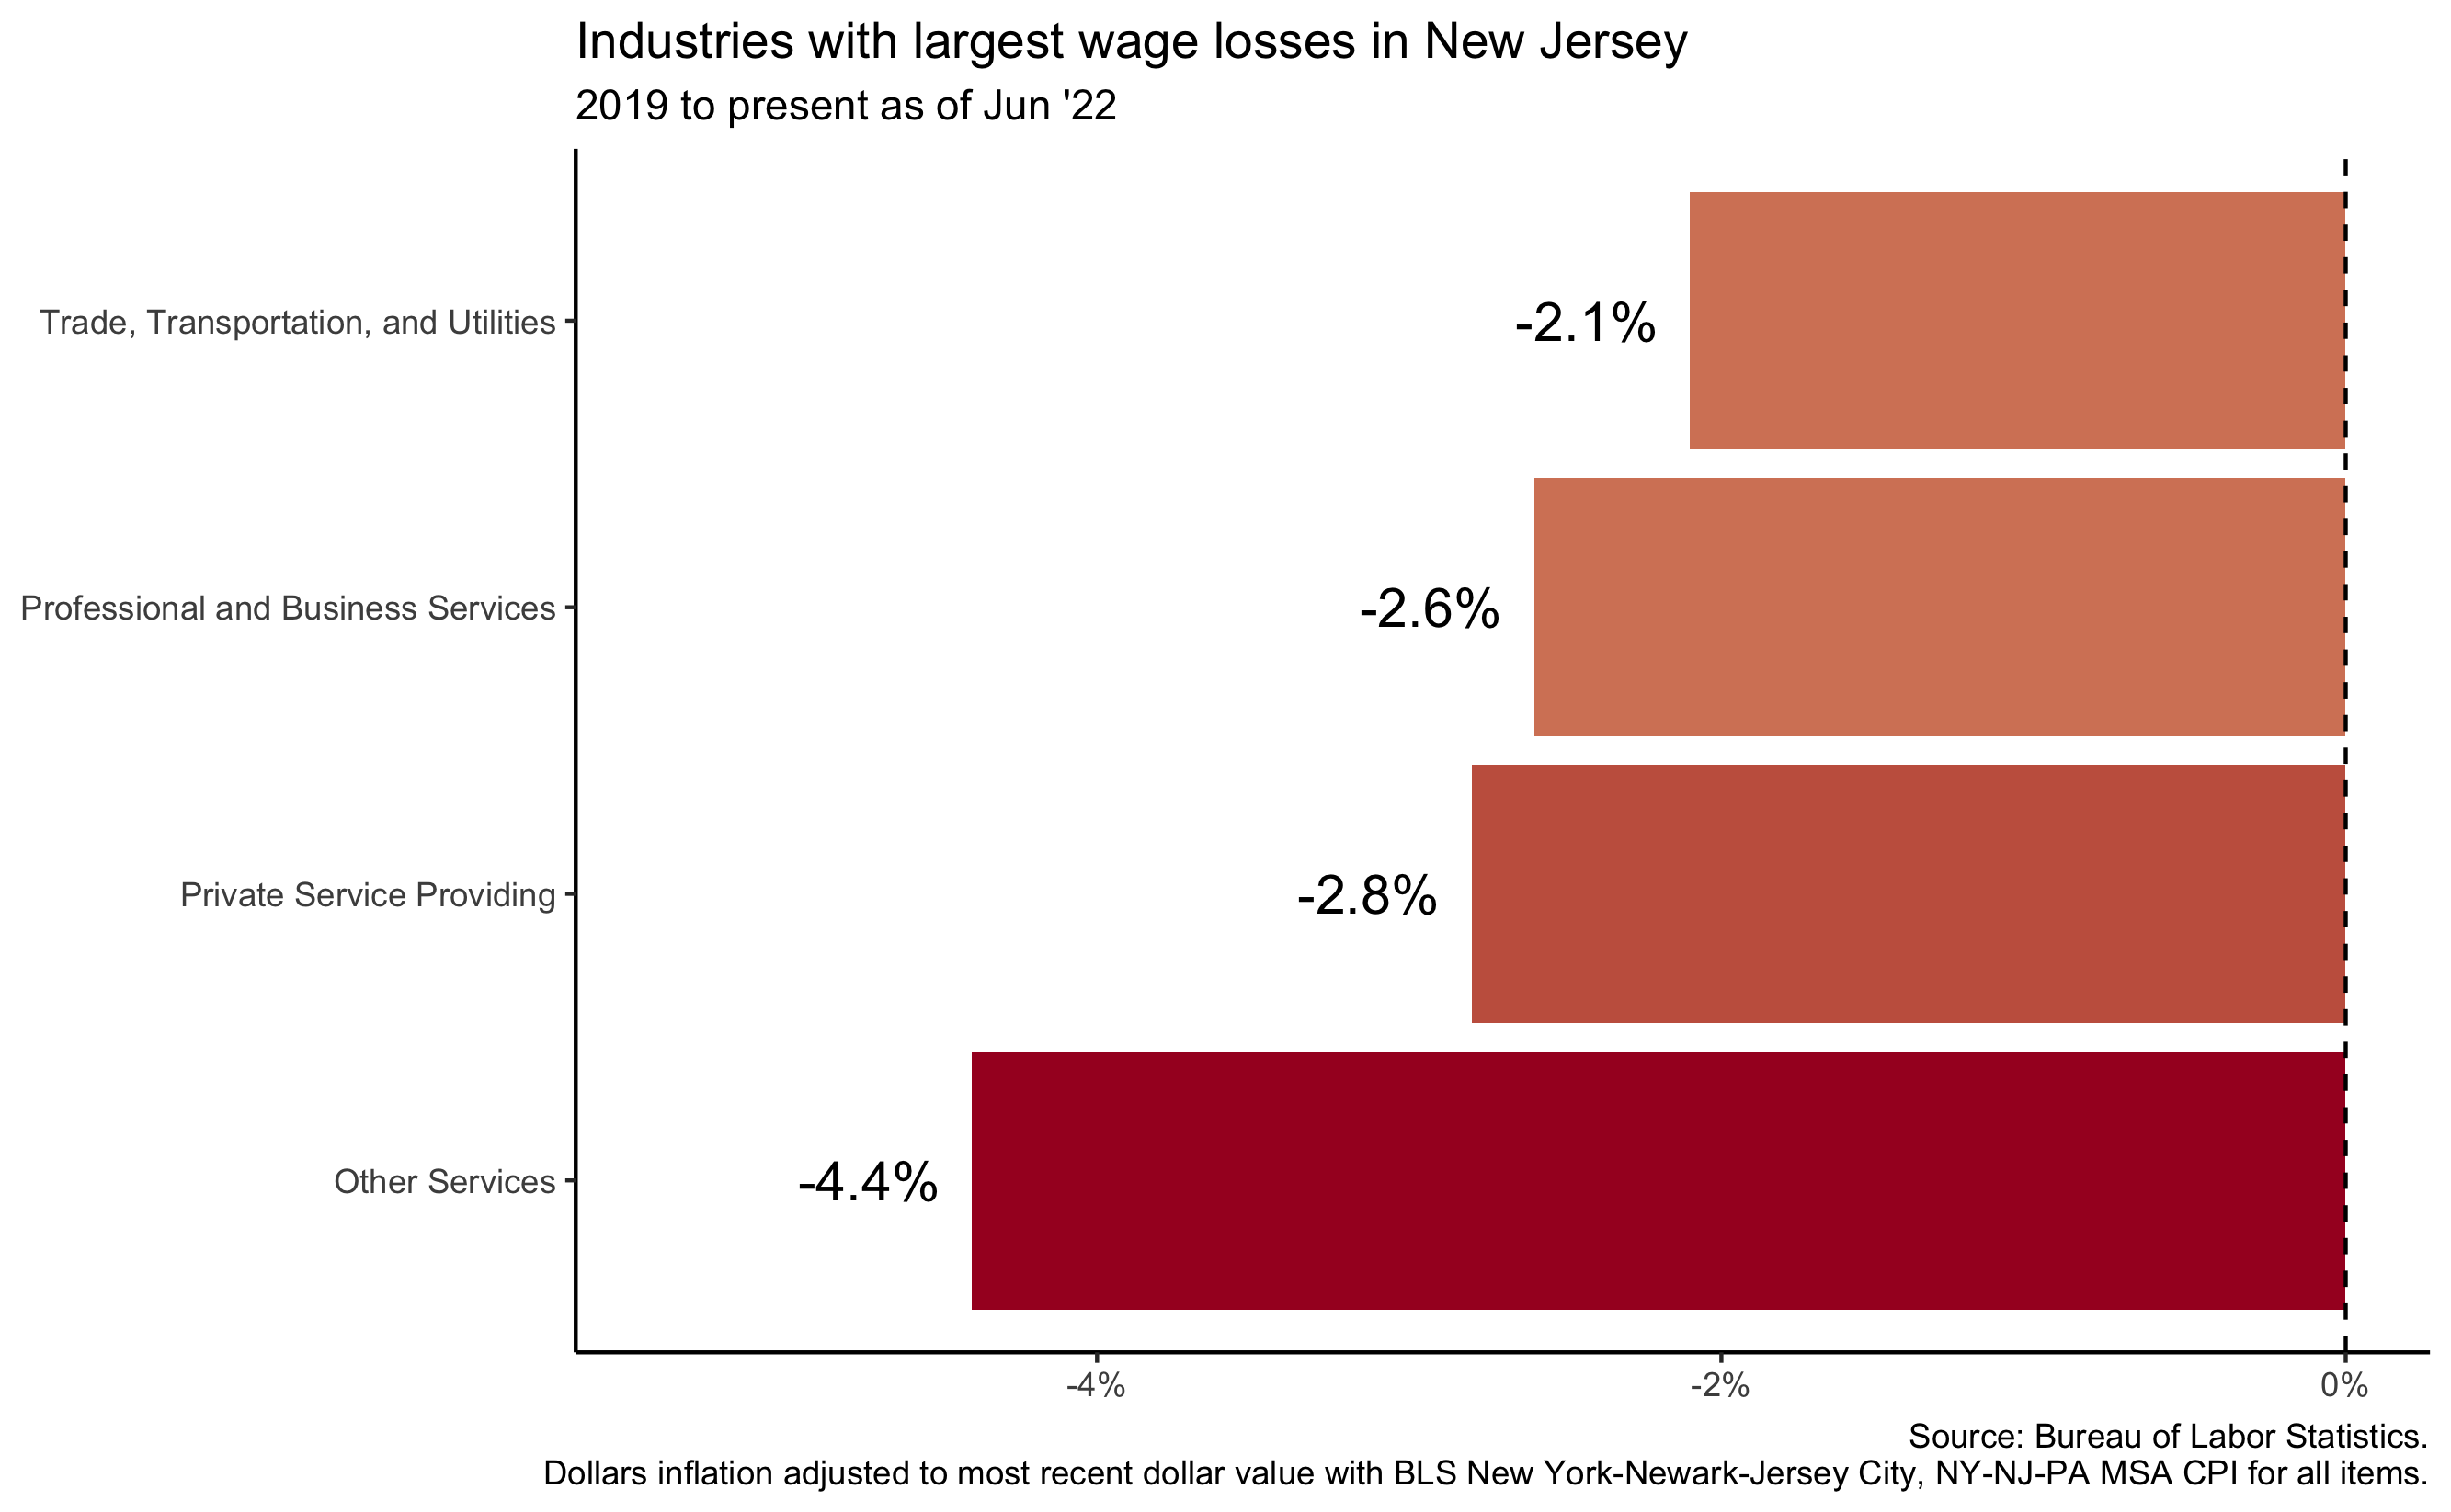 Industries with largest wage losses in New Jersey
2019 to present as of Jun '22
Trade, Transportation, and Utilities
-2.1%
Professional and Business Services
-2.6%
Private Service Providing
-2.8%
Other Services
-4.4%
-4%
-2%
0%
Source: Bureau of Labor Statistics.
Dollars inflation adjusted to most recent dollar value with BLS New York-Newark-Jersey City, NY-NJ-PA MSA CPI for all items.